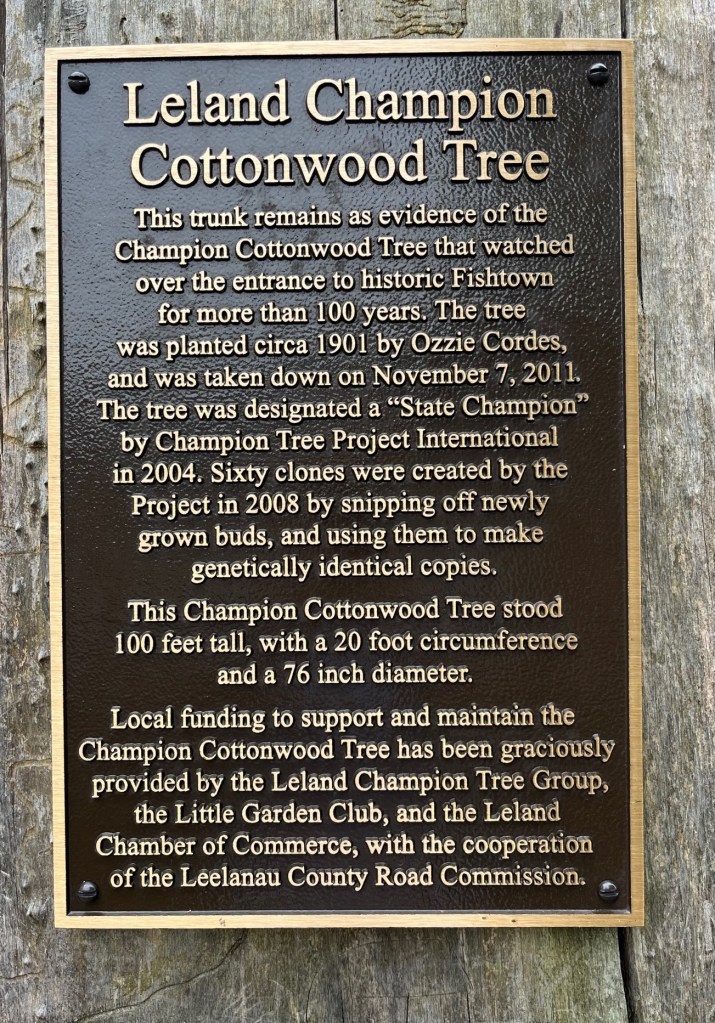 Leland Champion
Cottonwood Tree
This trunk remains as evidence of the
Champion Cottonwood Tree that watched
over the entrance to historic Fishtown
for more than 100 years. The tree
was planted circa 1901 by Ozzie Cordes,
and was taken down on November 7, 2011.
The tree was designated a “State Champion”
by Champion Tree Project International
in 2004. Sixty clones were created by the
Project in 2008 by snipping off newly
grown buds, and using them to make
genetically identical copies.
This Champion Cottonwood Tree stood
100 feet tall, with a 20 foot circumference
and a 76 inch diameter.
Local funding to support and maintain the
Champion Cottonwood Tree has been graciously
provided by the Leland Champion Tree Group,
the Little Garden Club, and the Leland
Chamber of Commerce, with the cooperation
of the Leelanau County Road Commission.